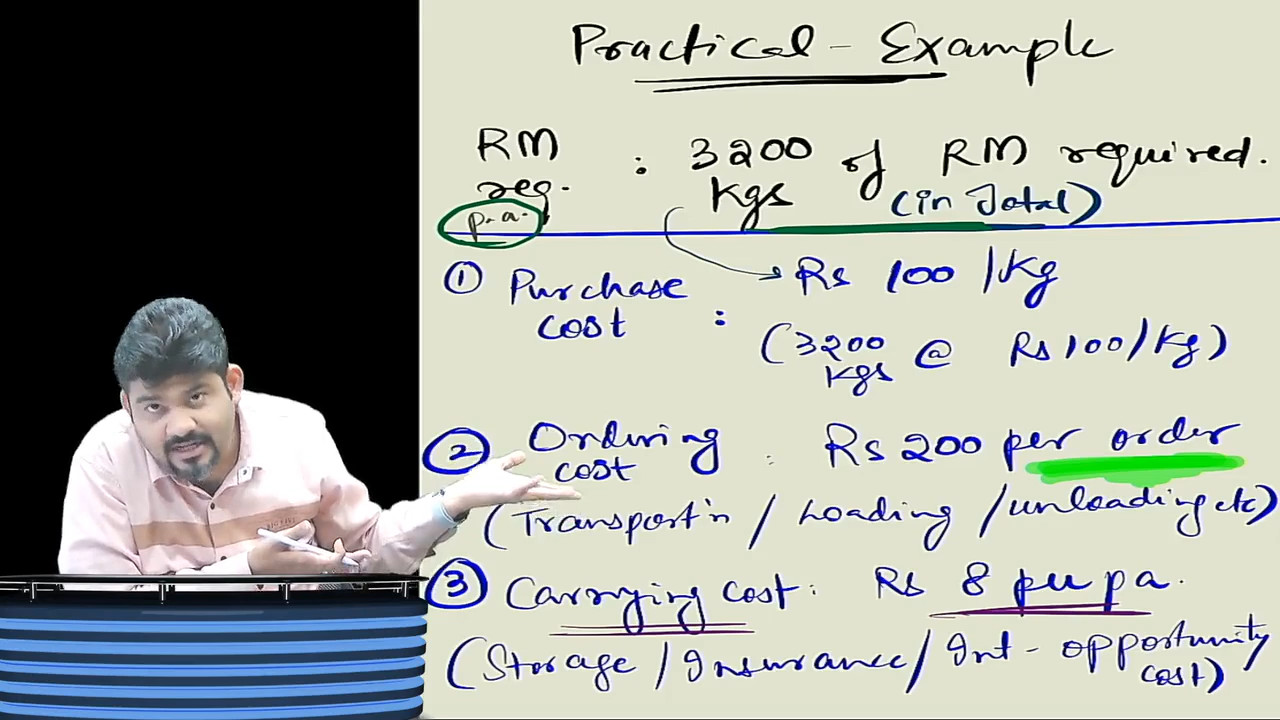 Practical - Example
RM req. p.a. : 3200 kgs of RM required.
(in Total)
① Purchase cost : Rs 100 /Kg
(3200 kgs @ Rs 100/Kg)
② Ordering cost : Rs 200 per order
(Transport'n / Loading / unloading etc)
③ Carrying cost : Rs 8 pu pa.
(Storage / Insurance / Int - opportunity cost)